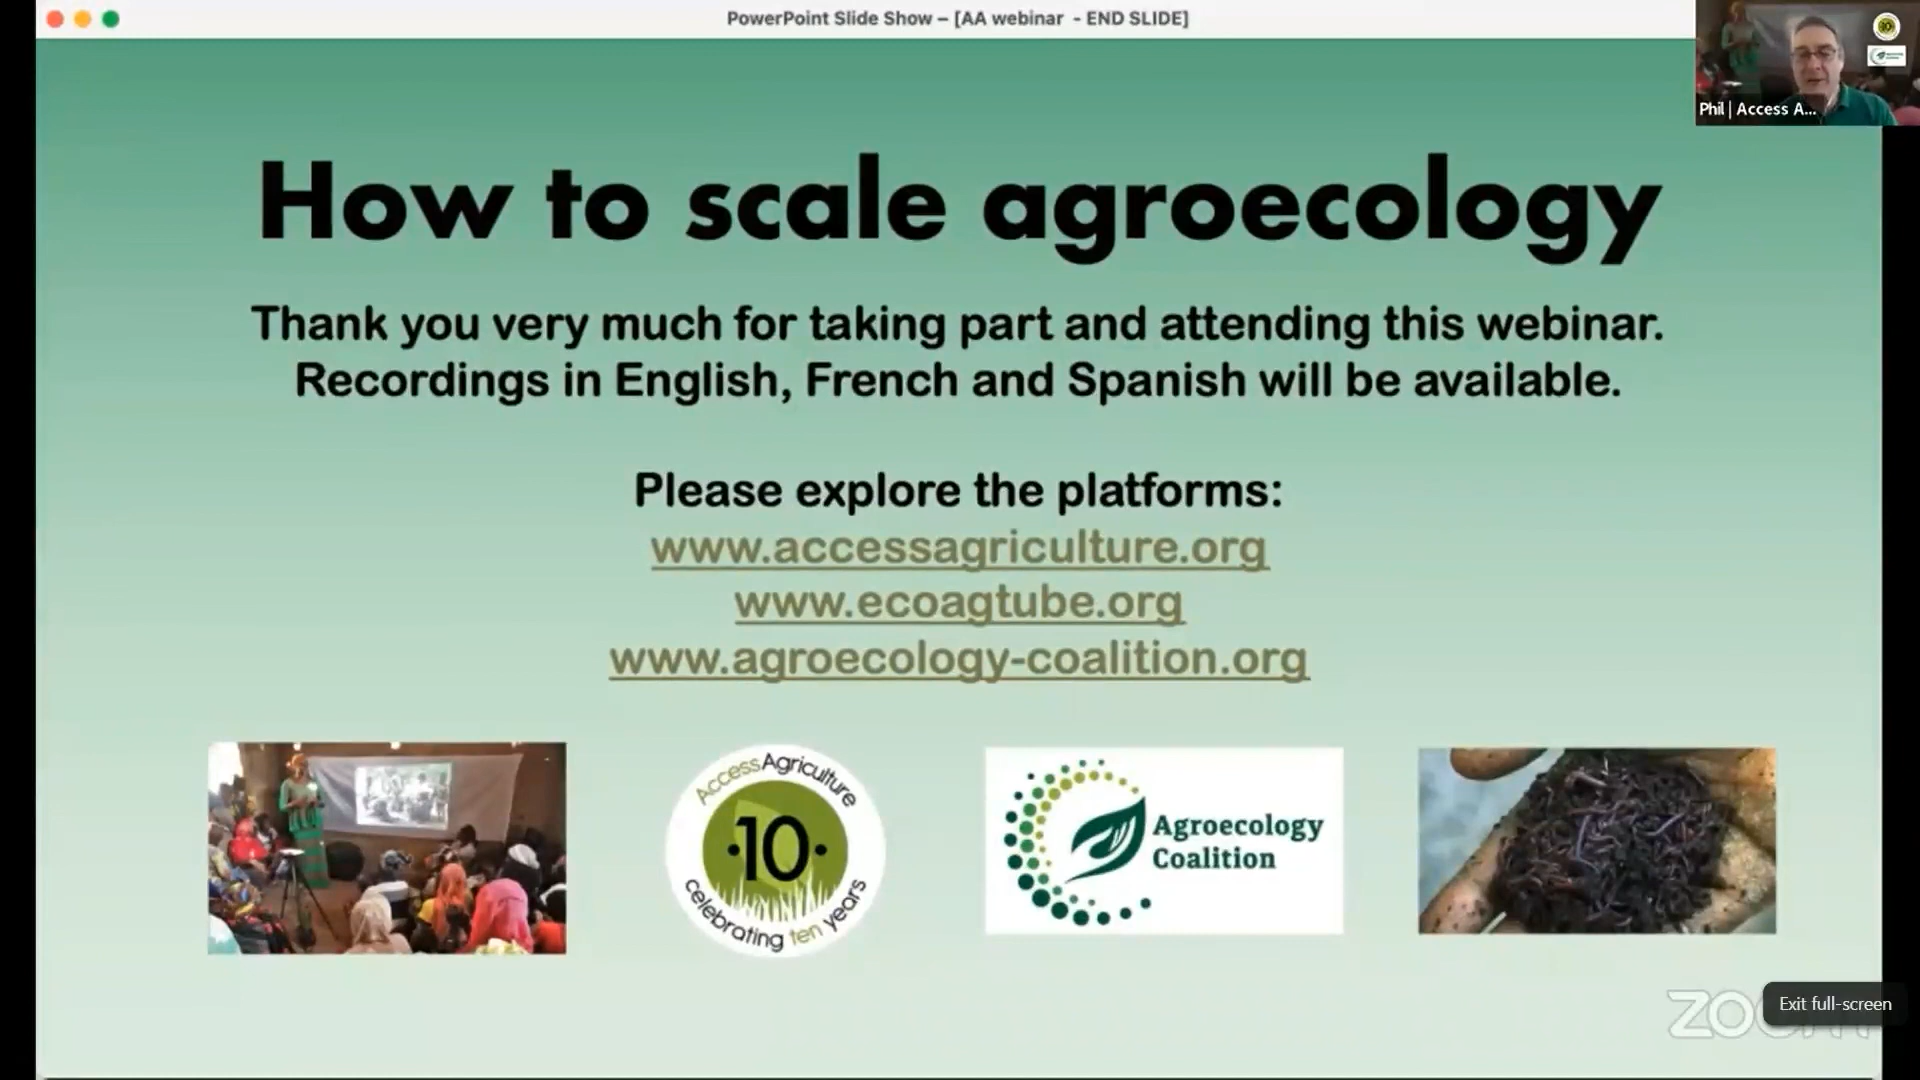 PowerPoint Slide Show – [AA webinar - END SLIDE]
Phil | Access A...
How to scale agroecology
Thank you very much for taking part and attending this webinar.
Recordings in English, French and Spanish will be available.
Please explore the platforms:
www.accessagriculture.org
www.ecoagtube.org
www.agroecology-coalition.org
AccessAgriculture
·10·
celebrating ten years
Agroecology
Coalition
Exit full-screen